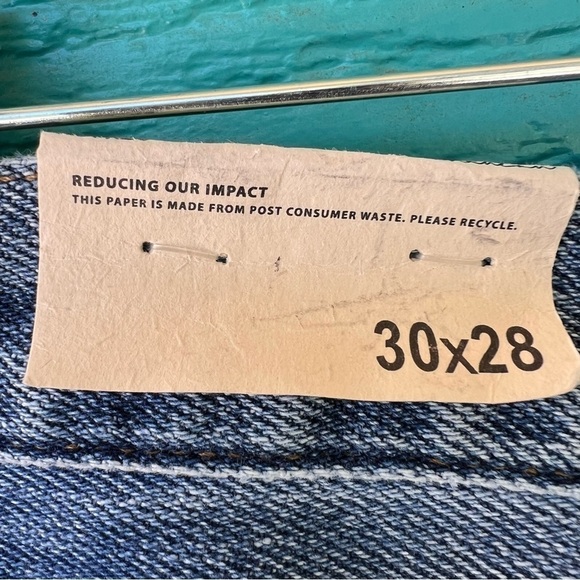 REDUCING OUR IMPACT
THIS PAPER IS MADE FROM POST CONSUMER WASTE. PLEASE RECYCLE.
30x28